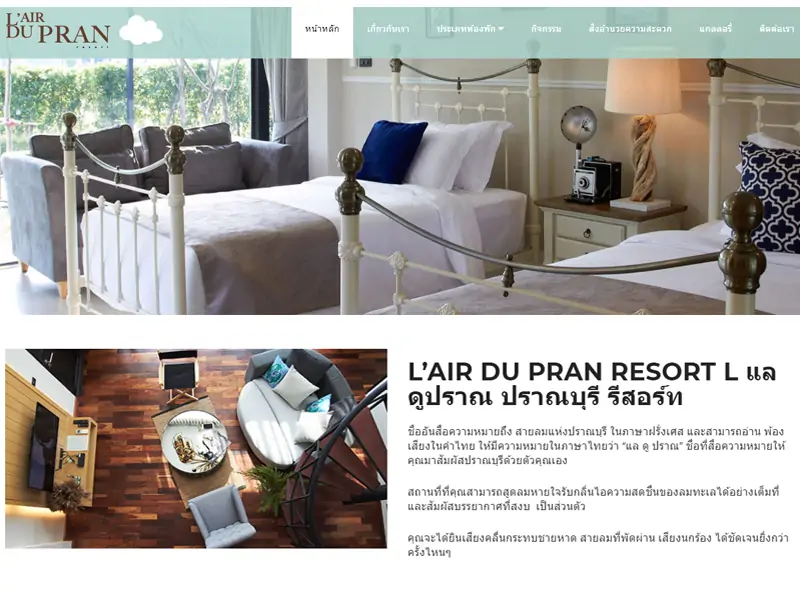 L'AIR
DU PRAN
RESORT
หน้าหลัก
เกี่ยวกับเรา
ประเภทห้องพัก
กิจกรรม
สิ่งอำนวยความสะดวก
แกลอรี่
ติดต่อเรา
L’AIR DU PRAN RESORT L แล
ดูปราณ ปราณบุรี รีสอร์ท
ชื่ออันสื่อความหมายถึง สายลมแห่งปราณบุรี ในภาษาฝรั่งเศส และสามารถอ่าน พ้อง
เสียงในคำไทย ให้มีความหมายในภาษาไทยว่า “แล ดู ปราณ” ชื่อที่สื่อความหมายให้
คุณมาสัมผัสปราณบุรีด้วยตัวคุณเอง
สถานที่ที่คุณสามารถสูดลมหายใจรับกลิ่นไอความสดชื่นของลมทะเลได้อย่างเต็มที่
และสัมผัสบรรยากาศที่สงบ เป็นส่วนตัว
คุณจะได้ยินเสียงคลื่นกระทบชายหาด สายลมที่พัดผ่าน เสียงนกร้อง ได้ชัดเจนยิ่งกว่า
ครั้งไหนๆ